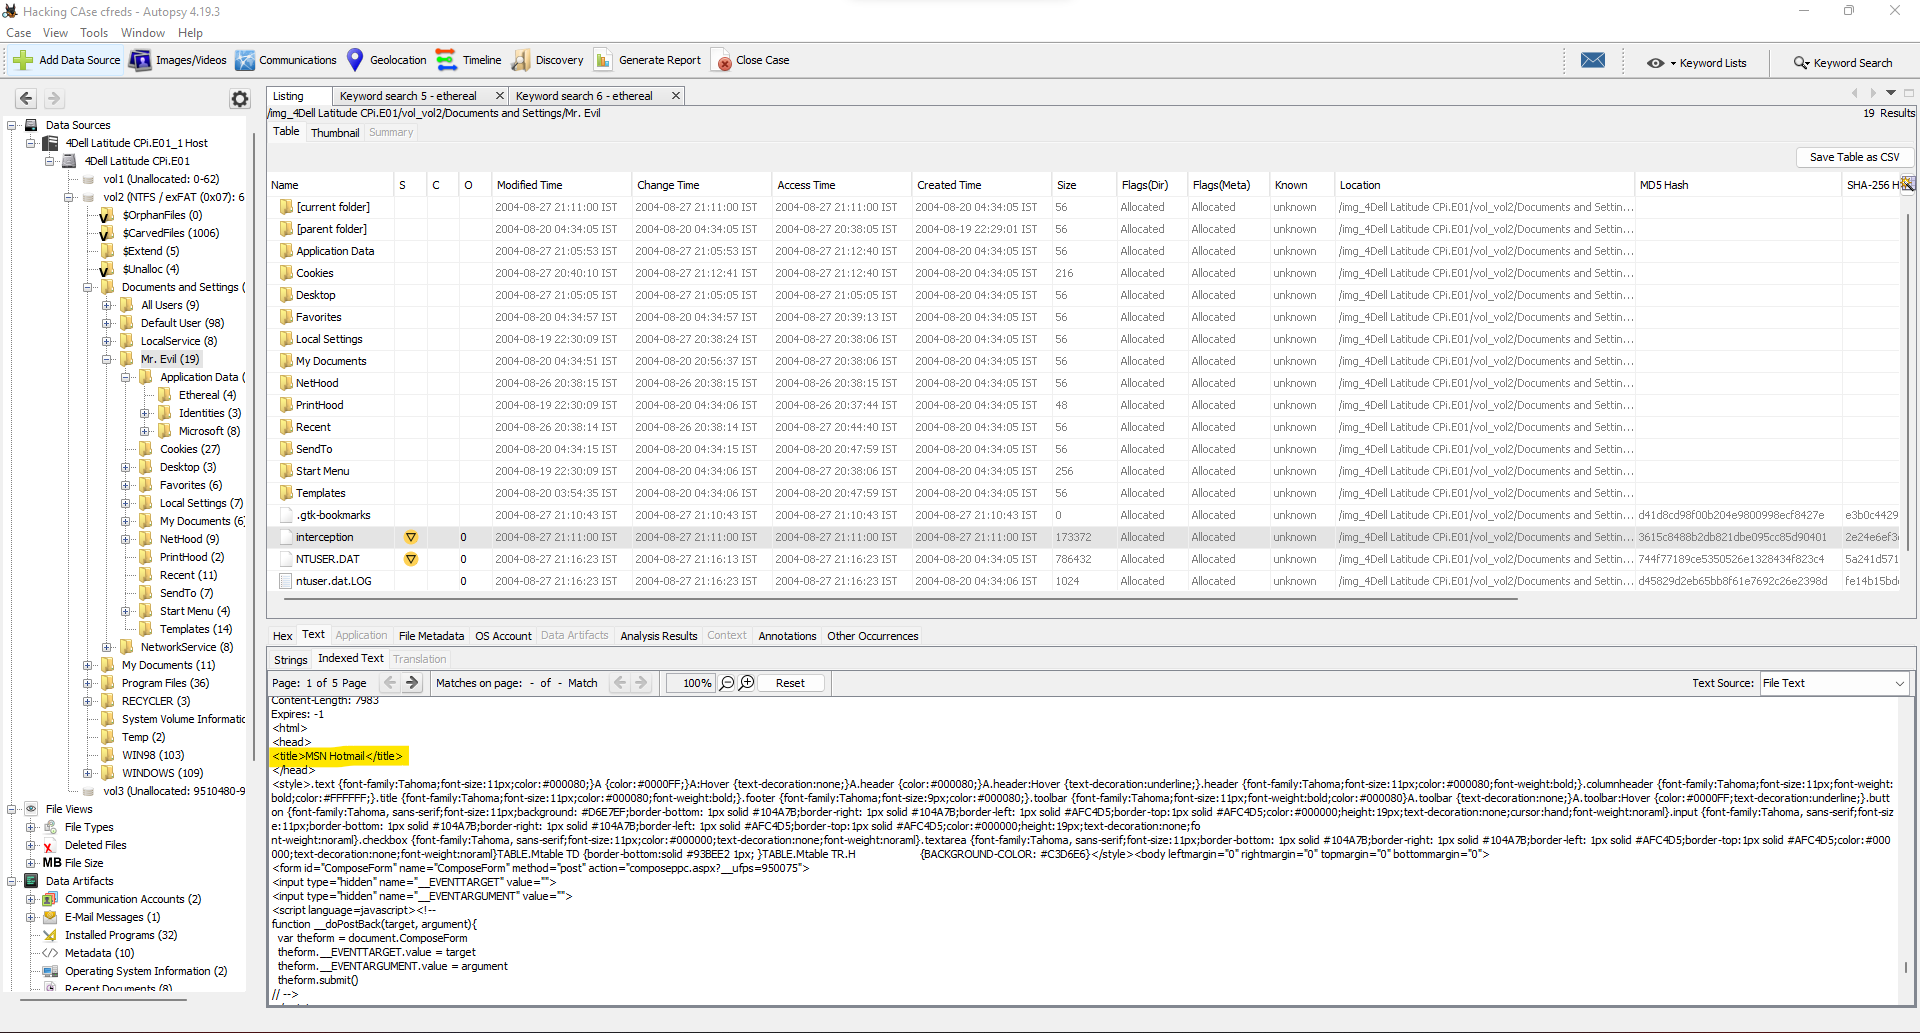 Hacking CAse cfreds - Autopsy 4.19.3
Case View Tools Window Help
Add Data Source Images/Videos Communications Geolocation Timeline Discovery Generate Report Close Case Keyword Lists Keyword Search
Data Sources
4Dell Latitude CPi.E01_1 Host
4Dell Latitude CPi.E01
vol1 (Unallocated: 0-62)
vol2 (NTFS / exFAT (0x07): 6
$OrphanFiles (0)
$CarvedFiles (1006)
$Extend (5)
$Unalloc (4)
Documents and Settings (
All Users (9)
Default User (98)
LocalService (8)
Mr. Evil (19)
Application Data (
Ethereal (4)
Identities (3)
Microsoft (8)
Cookies (27)
Desktop (3)
Favorites (6)
Local Settings (7)
My Documents (6)
NetHood (9)
PrintHood (2)
Recent (11)
SendTo (7)
Start Menu (4)
Templates (14)
NetworkService (8)
My Documents (11)
Program Files (36)
RECYCLER (3)
System Volume Informatic
Temp (2)
WIN98 (103)
WINDOWS (109)
vol3 (Unallocated: 9510480-9
File Views
File Types
Deleted Files
MB File Size
Data Artifacts
Communication Accounts (2)
E-Mail Messages (1)
Installed Programs (32)
Metadata (10)
Operating System Information (2)
Recent Documents (8)
Listing Keyword search 5 - ethereal Keyword search 6 - ethereal
/img_4Dell Latitude CPi.E01/vol_vol2/Documents and Settings/Mr. Evil 19 Results
Table Thumbnail Summary
Save Table as CSV
Name S C O Modified Time Change Time Access Time Created Time Size Flags(Dir) Flags(Meta) Known Location MD5 Hash SHA-256 H
[current folder] 2004-08-27 21:11:00 IST 2004-08-27 21:11:00 IST 2004-08-27 21:11:00 IST 2004-08-20 04:34:05 IST 56 Allocated Allocated unknown /img_4Dell Latitude CPi.E01/vol_vol2/Documents and Settin...
[parent folder] 2004-08-20 04:34:05 IST 2004-08-20 04:34:05 IST 2004-08-27 20:38:05 IST 2004-08-19 22:29:01 IST 56 Allocated Allocated unknown /img_4Dell Latitude CPi.E01/vol_vol2/Documents and Settin...
Application Data 2004-08-27 21:05:53 IST 2004-08-27 21:05:53 IST 2004-08-27 21:12:40 IST 2004-08-20 04:34:05 IST 56 Allocated Allocated unknown /img_4Dell Latitude CPi.E01/vol_vol2/Documents and Settin...
Cookies 2004-08-27 20:40:10 IST 2004-08-27 21:12:41 IST 2004-08-27 21:12:40 IST 2004-08-20 04:34:05 IST 216 Allocated Allocated unknown /img_4Dell Latitude CPi.E01/vol_vol2/Documents and Settin...
Desktop 2004-08-27 21:05:05 IST 2004-08-27 21:05:05 IST 2004-08-27 21:05:05 IST 2004-08-20 04:34:05 IST 56 Allocated Allocated unknown /img_4Dell Latitude CPi.E01/vol_vol2/Documents and Settin...
Favorites 2004-08-20 04:34:57 IST 2004-08-20 04:34:57 IST 2004-08-27 20:39:13 IST 2004-08-20 04:34:05 IST 56 Allocated Allocated unknown /img_4Dell Latitude CPi.E01/vol_vol2/Documents and Settin...
Local Settings 2004-08-19 22:30:09 IST 2004-08-27 20:38:24 IST 2004-08-27 20:38:06 IST 2004-08-20 04:34:05 IST 56 Allocated Allocated unknown /img_4Dell Latitude CPi.E01/vol_vol2/Documents and Settin...
My Documents 2004-08-20 04:34:51 IST 2004-08-20 20:56:37 IST 2004-08-27 20:38:06 IST 2004-08-20 04:34:05 IST 56 Allocated Allocated unknown /img_4Dell Latitude CPi.E01/vol_vol2/Documents and Settin...
NetHood 2004-08-26 20:38:15 IST 2004-08-26 20:38:15 IST 2004-08-26 20:38:15 IST 2004-08-20 04:34:05 IST 56 Allocated Allocated unknown /img_4Dell Latitude CPi.E01/vol_vol2/Documents and Settin...
PrintHood 2004-08-19 22:30:09 IST 2004-08-20 04:34:06 IST 2004-08-26 20:37:44 IST 2004-08-20 04:34:05 IST 48 Allocated Allocated unknown /img_4Dell Latitude CPi.E01/vol_vol2/Documents and Settin...
Recent 2004-08-26 20:38:14 IST 2004-08-26 20:38:14 IST 2004-08-27 20:44:40 IST 2004-08-20 04:34:05 IST 56 Allocated Allocated unknown /img_4Dell Latitude CPi.E01/vol_vol2/Documents and Settin...
SendTo 2004-08-20 04:34:15 IST 2004-08-20 04:34:15 IST 2004-08-20 20:47:59 IST 2004-08-20 04:34:05 IST 56 Allocated Allocated unknown /img_4Dell Latitude CPi.E01/vol_vol2/Documents and Settin...
Start Menu 2004-08-19 22:30:09 IST 2004-08-20 04:34:06 IST 2004-08-27 20:38:06 IST 2004-08-20 04:34:05 IST 256 Allocated Allocated unknown /img_4Dell Latitude CPi.E01/vol_vol2/Documents and Settin...
Templates 2004-08-20 03:54:35 IST 2004-08-20 04:34:06 IST 2004-08-20 20:47:59 IST 2004-08-20 04:34:05 IST 56 Allocated Allocated unknown /img_4Dell Latitude CPi.E01/vol_vol2/Documents and Settin...
.gtk-bookmarks 2004-08-27 21:10:43 IST 2004-08-27 21:10:43 IST 2004-08-27 21:10:43 IST 2004-08-27 21:10:43 IST 0 Allocated Allocated unknown /img_4Dell Latitude CPi.E01/vol_vol2/Documents and Settin... d41d8cd98f00b204e9800998ecf8427e e3b0c4429
interception 0 2004-08-27 21:11:00 IST 2004-08-27 21:11:00 IST 2004-08-27 21:11:00 IST 2004-08-27 21:11:00 IST 173372 Allocated Allocated unknown /img_4Dell Latitude CPi.E01/vol_vol2/Documents and Settin... 3615c8488b2db821dbe095cc85d90401 2e24e6ef3
NTUSER.DAT 0 2004-08-27 21:16:23 IST 2004-08-27 21:16:13 IST 2004-08-27 21:16:23 IST 2004-08-20 04:34:05 IST 786432 Allocated Allocated unknown /img_4Dell Latitude CPi.E01/vol_vol2/Documents and Settin... 744f77189ce5350526e1328434f823c4 5a241d571
ntuser.dat.LOG 0 2004-08-27 21:16:23 IST 2004-08-27 21:16:23 IST 2004-08-27 21:16:23 IST 2004-08-20 04:34:06 IST 1024 Allocated Allocated unknown /img_4Dell Latitude CPi.E01/vol_vol2/Documents and Settin... d45829d2eb65bb8f61e7692c26e2398d fe14b15bd
Hex Text Application File Metadata OS Account Data Artifacts Analysis Results Context Annotations Other Occurrences
Strings Indexed Text Translation
Page: 1 of 5 Page Matches on page: - of - Match 100% Reset Text Source: File Text
Content-Length: 7983
Expires: -1
<html>
<head>
<title>MSN Hotmail</title>
</head>
<style>.text {font-family:Tahoma;font-size:11px;color:#000080;}A {color:#0000FF;}A:Hover {text-decoration:none;}A.header {color:#000080;}A.header:Hover {text-decoration:underline;}.header {font-family:Tahoma;font-size:11px;color:#000080;font-weight:bold;}.columnheader {font-family:Tahoma;font-size:11px;font-weight:
bold;color:#FFFFFF;}.title {font-family:Tahoma;font-size:11px;color:#000080;font-weight:bold;}.footer {font-family:Tahoma;font-size:9px;color:#000080;}.toolbar {font-family:Tahoma;font-size:11px;font-weight:bold;color:#000080}A.toolbar {text-decoration:none;}A.toolbar:Hover {color:#0000FF;text-decoration:underline;}.butt
on {font-family:Tahoma, sans-serif;font-size:11px;background: #D6E7EF;border-bottom: 1px solid #104A7B;border-right: 1px solid #104A7B;border-left: 1px solid #AFC4D5;border-top:1px solid #AFC4D5;color:#000000;height:19px;text-decoration:none;cursor:hand;font-weight:noraml}.input {font-family:Tahoma, sans-serif;font-siz
e:11px;border-bottom: 1px solid #104A7B;border-right: 1px solid #104A7B;border-left: 1px solid #AFC4D5;border-top:1px solid #AFC4D5;color:#000000;height:19px;text-decoration:none;fo
nt-weight:noraml}.checkbox {font-family:Tahoma, sans-serif;font-size:11px;color:#000000;text-decoration:none;font-weight:noraml}.textarea {font-family:Tahoma, sans-serif;font-size:11px;border-bottom: 1px solid #104A7B;border-right: 1px solid #104A7B;border-left: 1px solid #AFC4D5;border-top:1px solid #AFC4D5;color:#000
000;text-decoration:none;font-weight:noraml}TABLE.Mtable TD {border-bottom:solid #93BEE2 1px; }TABLE.Mtable TR.H {BACKGROUND-COLOR: #C3D6E6}</style><body leftmargin="0" rightmargin="0" topmargin="0" bottommargin="0">
<form id="ComposeForm" name="ComposeForm" method="post" action="composeppc.aspx?__ufps=950075">
<input type="hidden" name="__EVENTTARGET" value="">
<input type="hidden" name="__EVENTARGUMENT" value="">
<script language=javascript><!--
function __doPostBack(target, argument){
var theform = document.ComposeForm
theform.__EVENTTARGET.value = target
theform.__EVENTARGUMENT.value = argument
theform.submit()
// -->